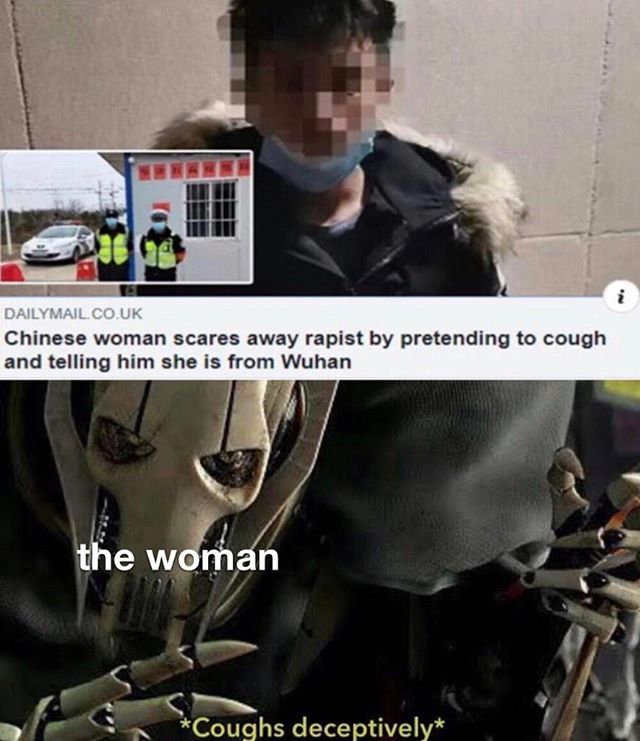 DAILYMAIL.CO.UK
Chinese woman scares away rapist by pretending to cough
and telling him she is from Wuhan
the woman
*Coughs deceptively*